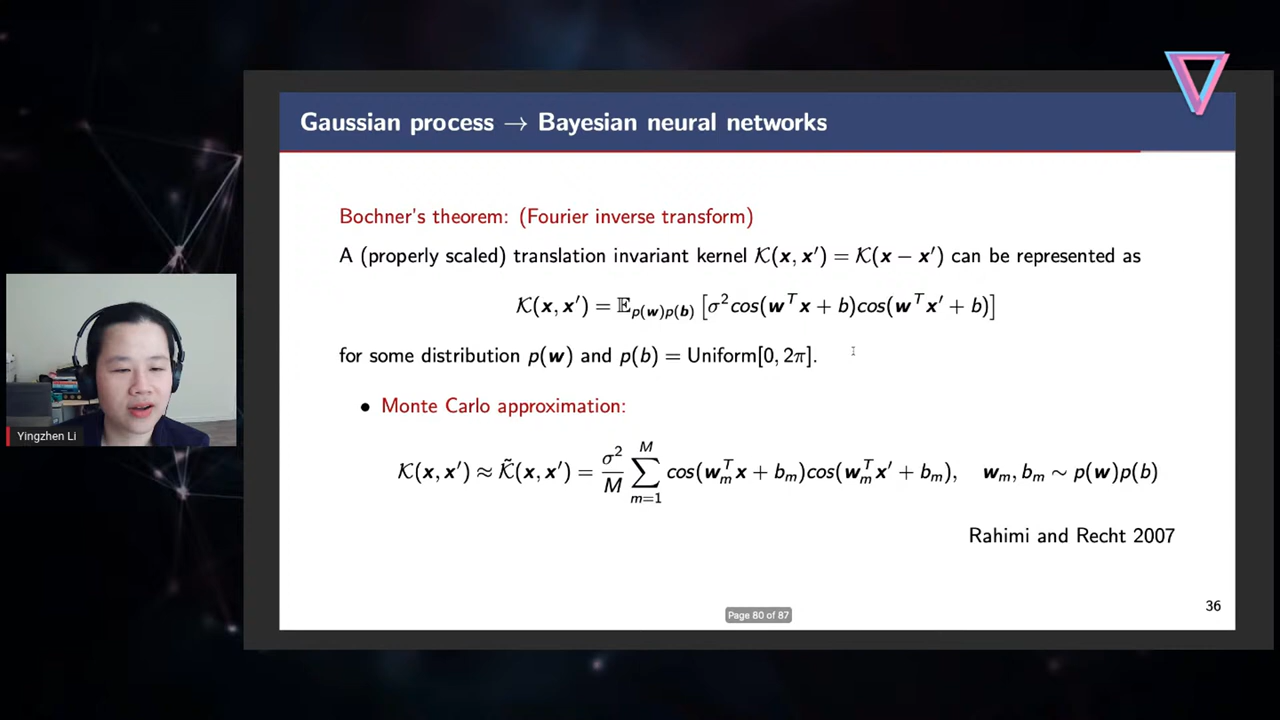 Gaussian process → Bayesian neural networks
Bochner's theorem: (Fourier inverse transform)
A (properly scaled) translation invariant kernel 𝒦(x, x′) = 𝒦(x − x′) can be represented as
𝒦(x, x′) = 𝔼_{p(w)p(b)} [σ²cos(wᵀx + b)cos(wᵀx′ + b)]
for some distribution p(w) and p(b) = Uniform[0, 2π].
• Monte Carlo approximation:
𝒦(x, x′) ≈ 𝒦̃(x, x′) = σ²/M ∑_{m=1}^{M} cos(w_mᵀx + b_m)cos(w_mᵀx′ + b_m), w_m, b_m ∼ p(w)p(b)
Yingzhen Li
Rahimi and Recht 2007
36
Page 80 of 87